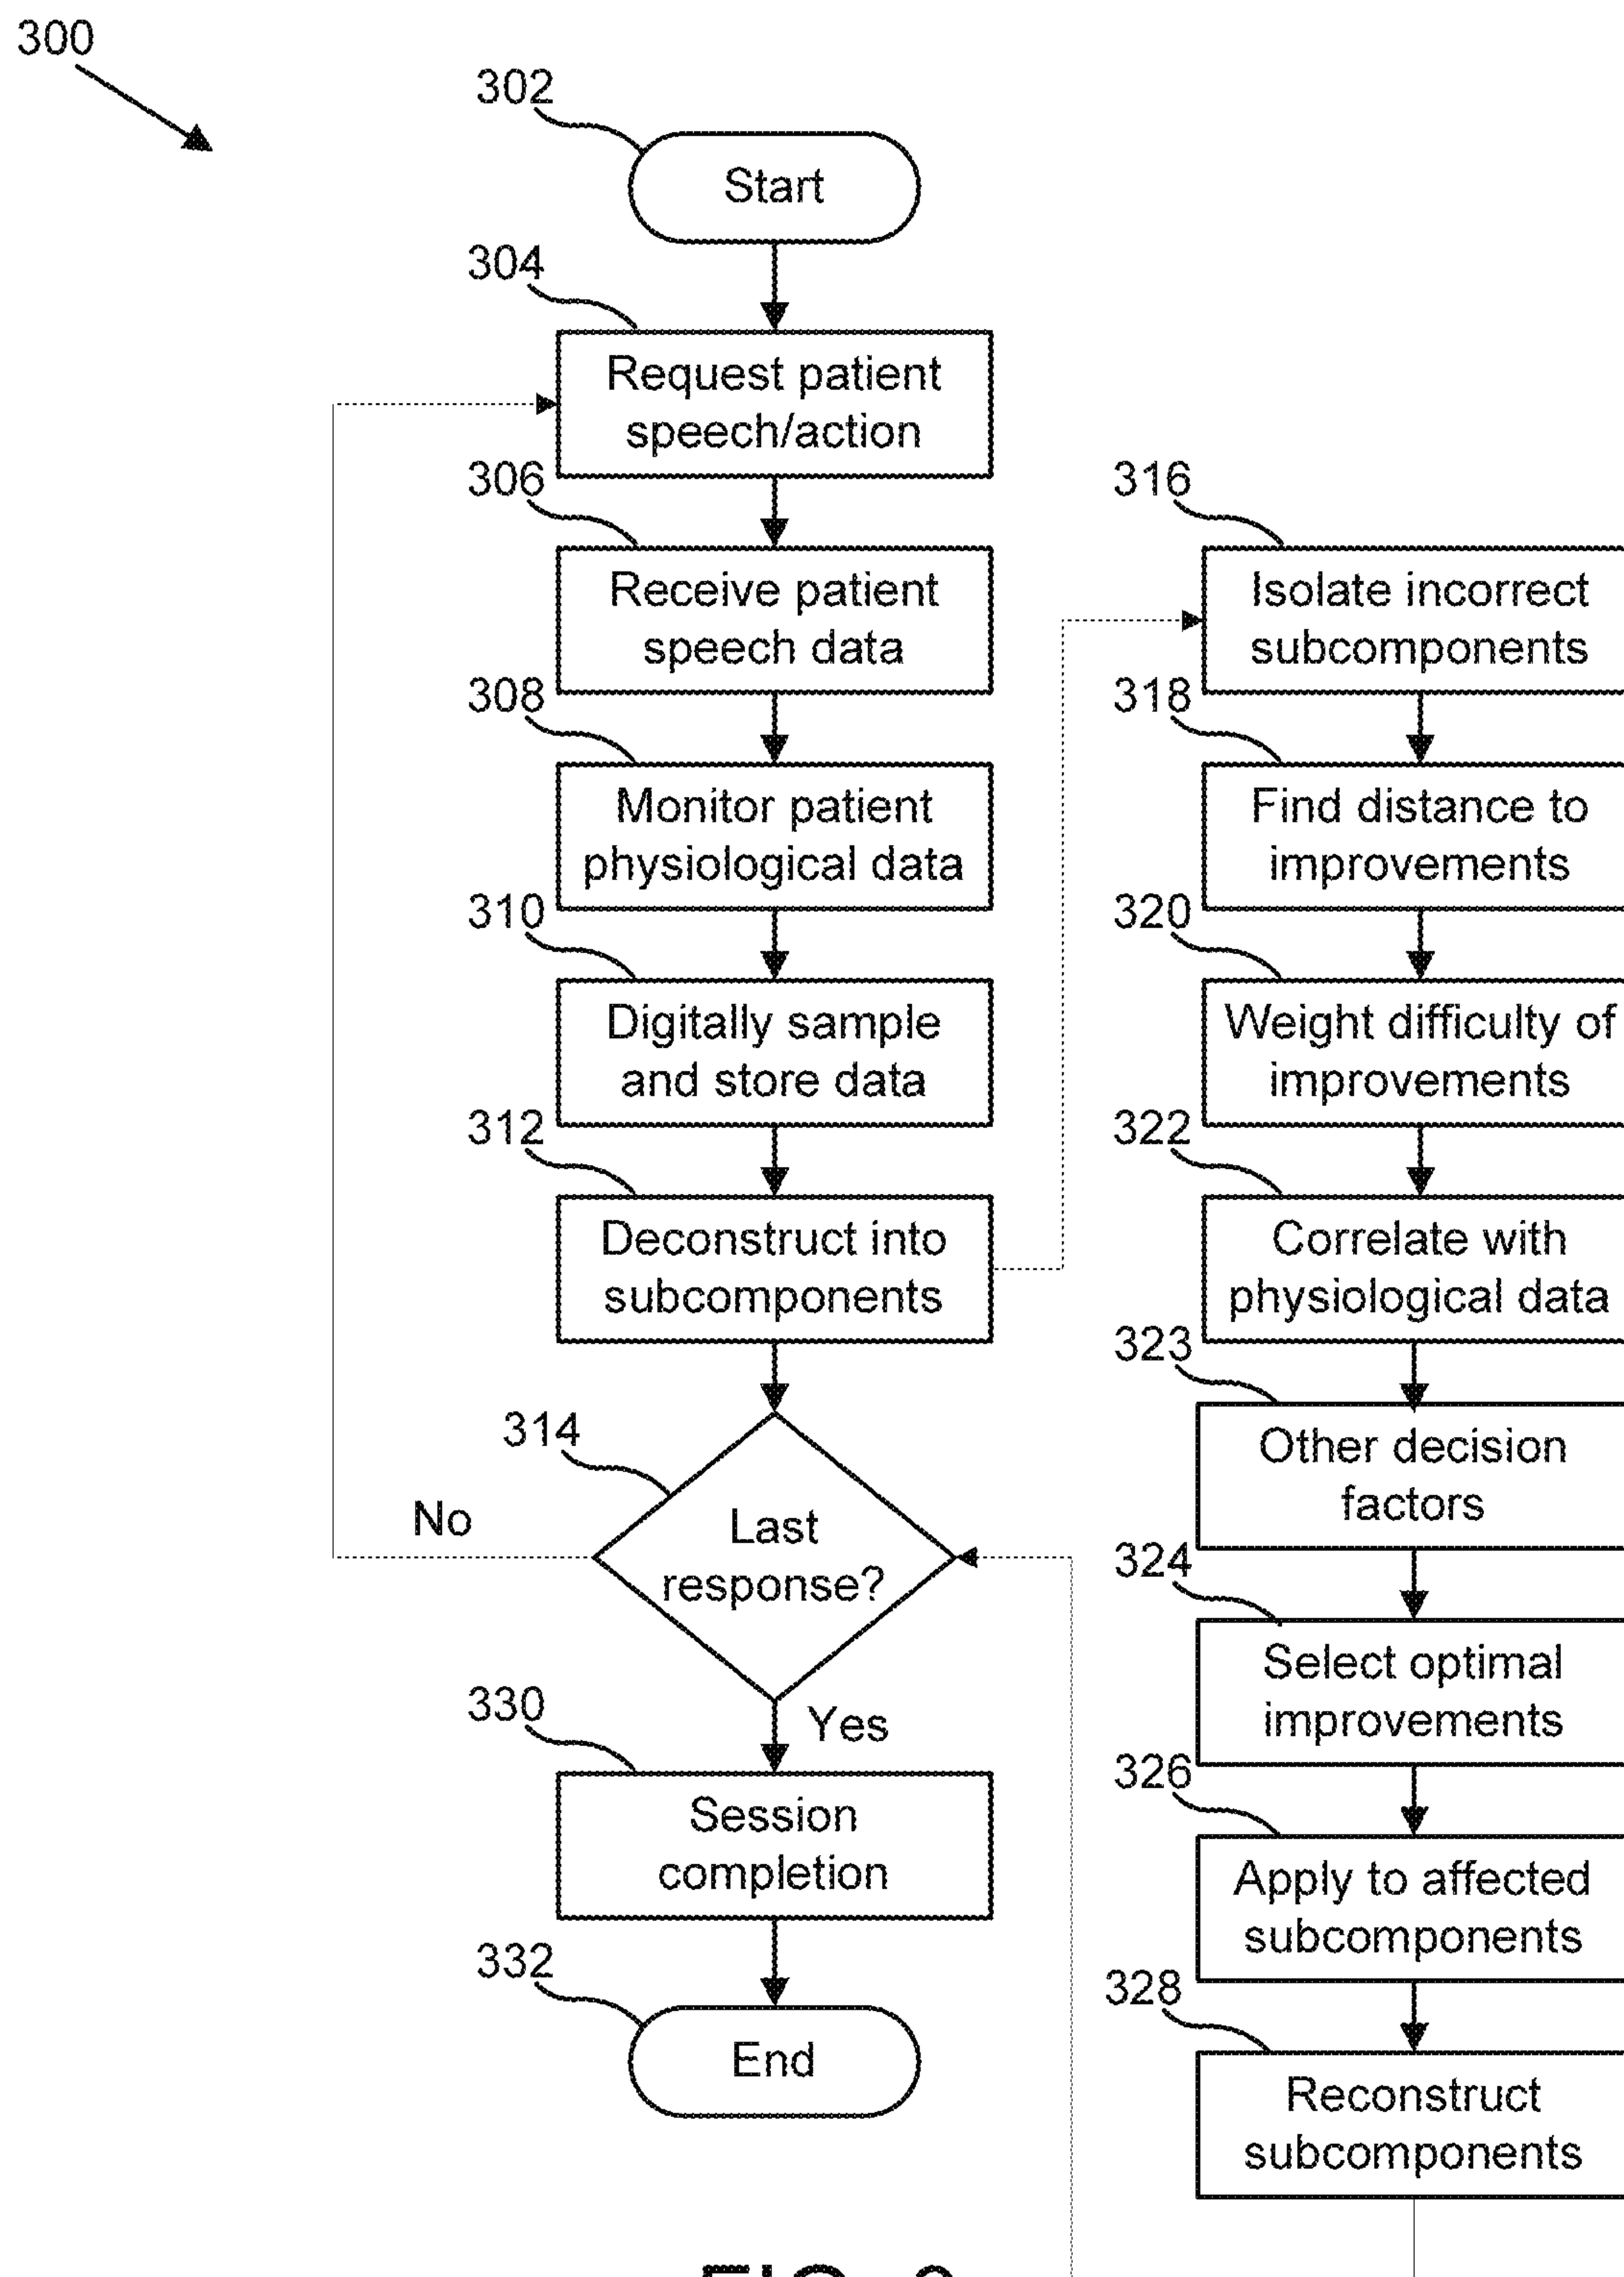 300
302
Start
304
Request patient
speech/action
306
Receive patient
speech data
308
Monitor patient
physiological data
310
Digitally sample
and store data
312
Deconstruct into
subcomponents
314
Last
response?
No
Yes
330
Session
completion
332
End
316
Isolate incorrect
subcomponents
318
Find distance to
improvements
320
Weight difficulty of
improvements
322
Correlate with
physiological data
323
Other decision
factors
324
Select optimal
improvements
326
Apply to affected
subcomponents
328
Reconstruct
subcomponents